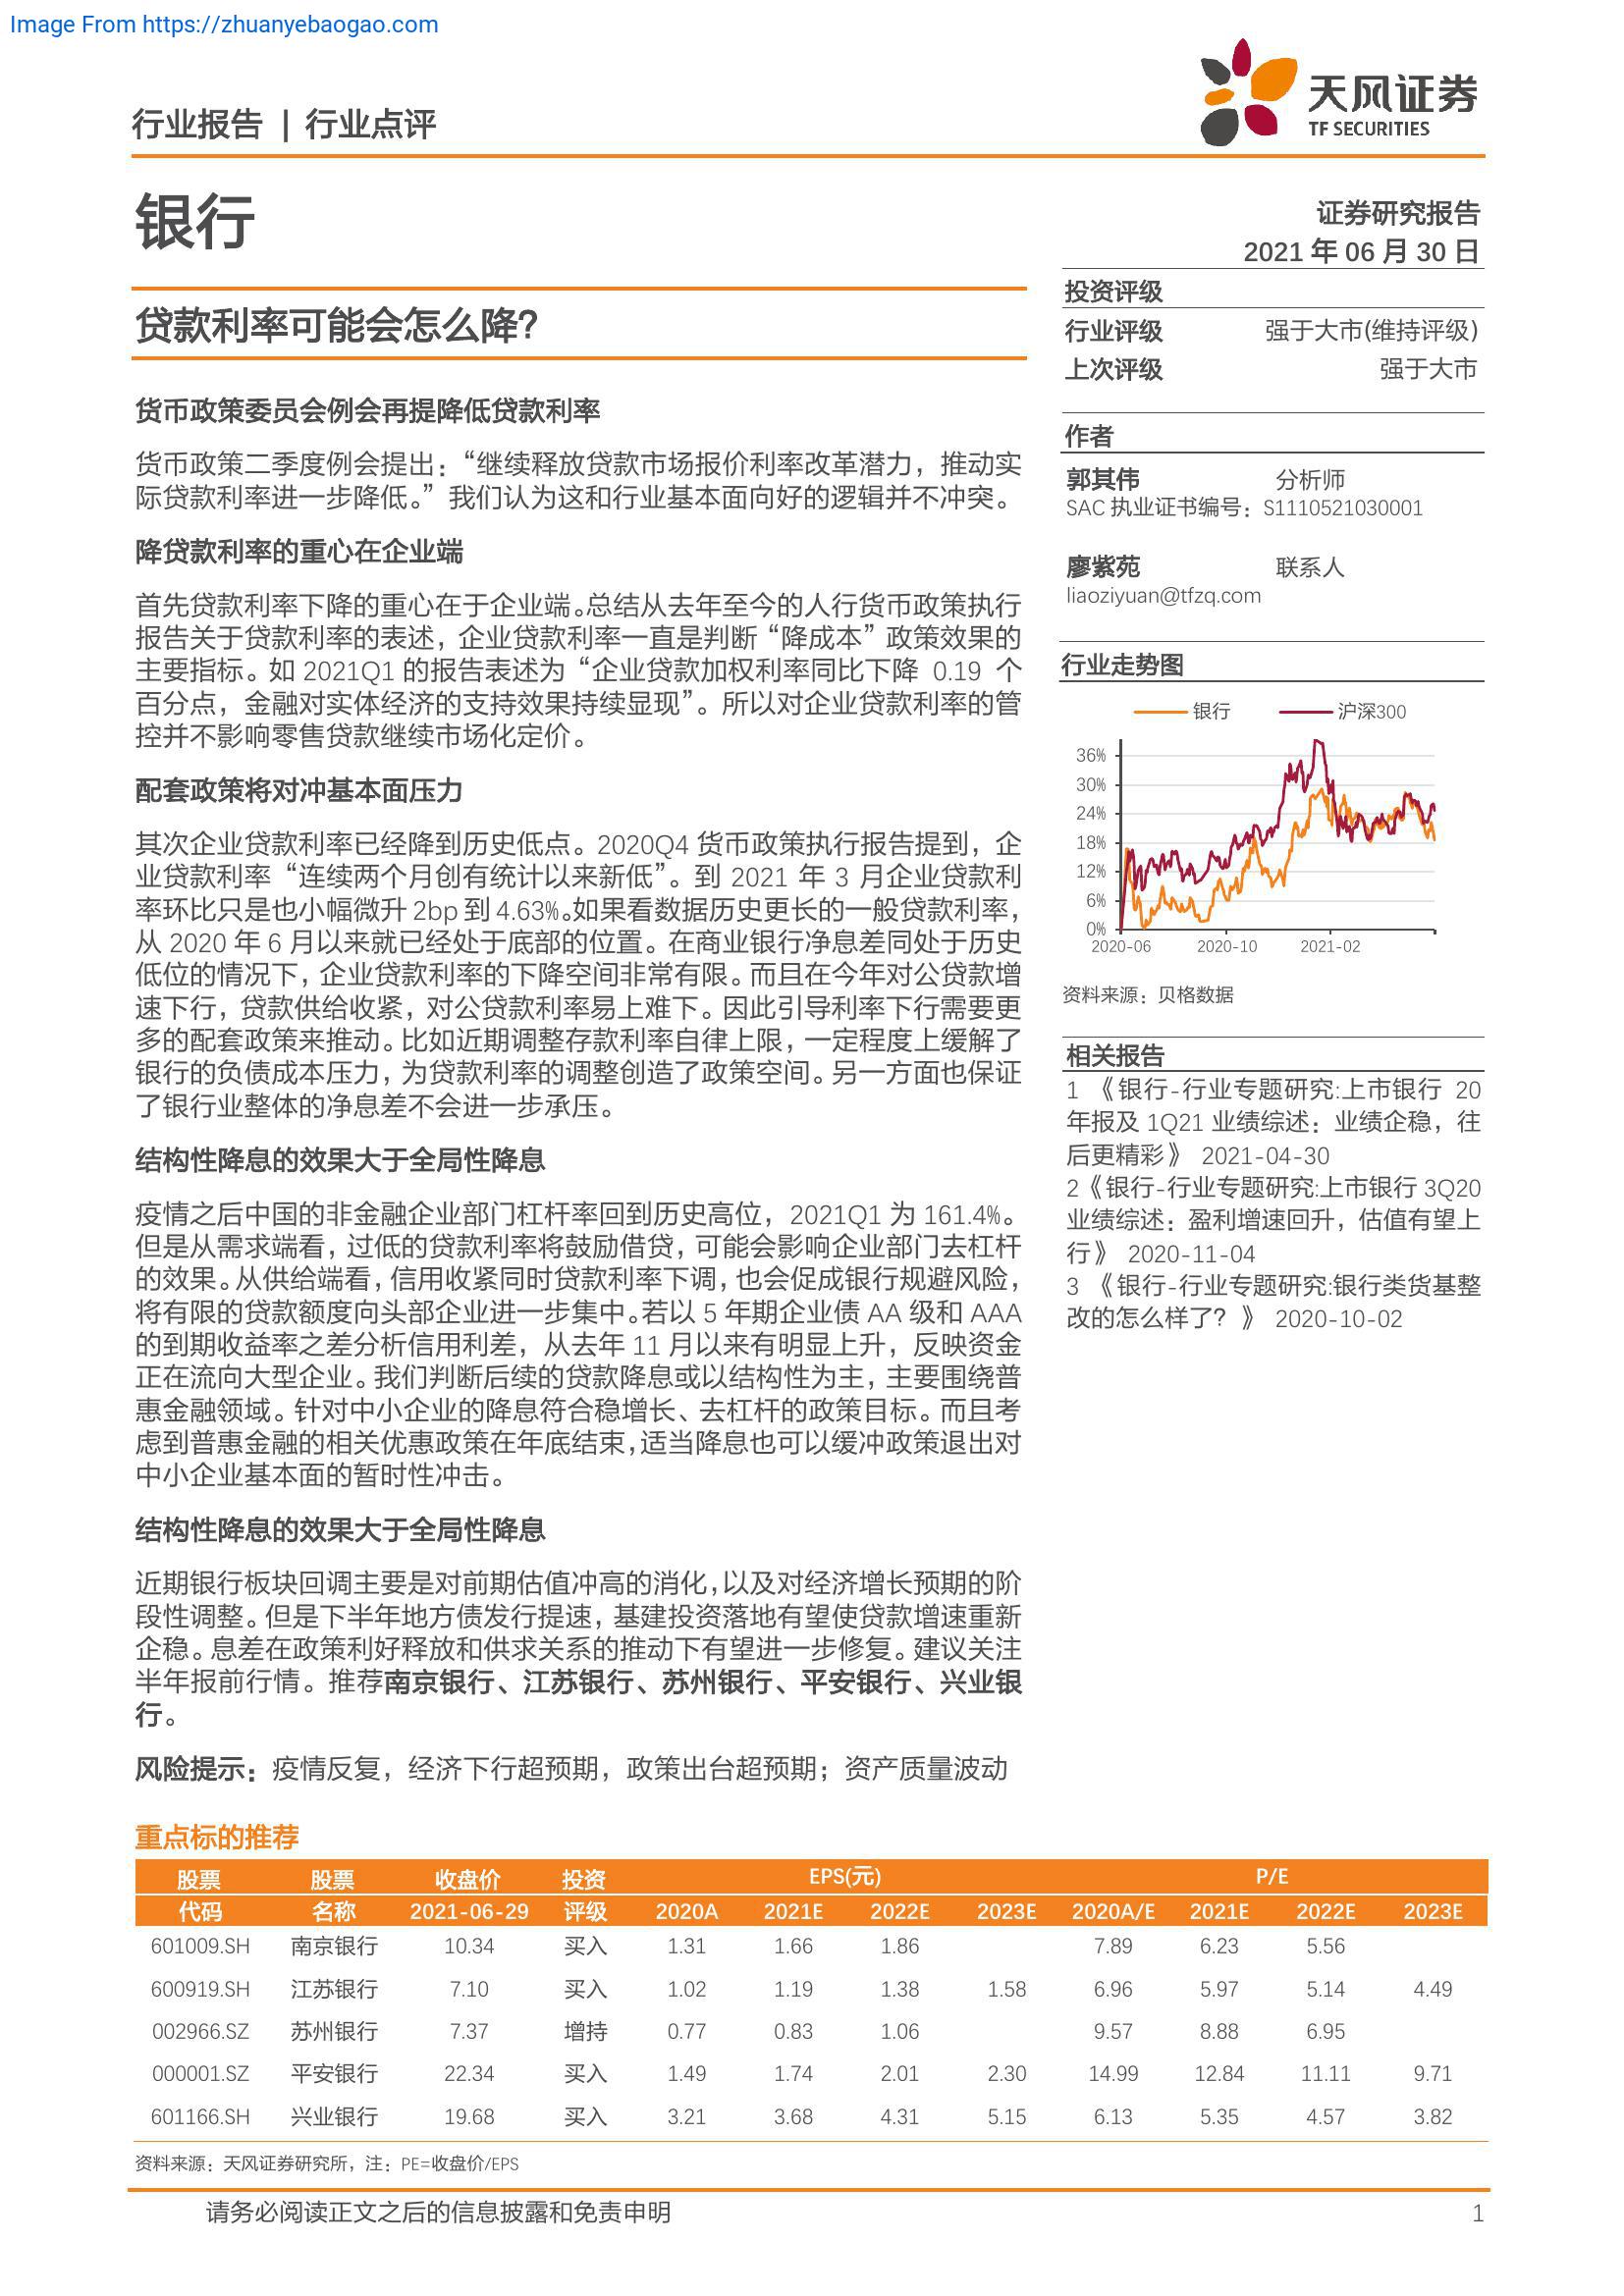 Image From https://zhuanyebaogao.com
行业报告 | 行业点评
天风证券
TF SECURITIES
银行
证券研究报告
2021 年 06 月 30 日
贷款利率可能会怎么降?
投资评级
行业评级 强于大市(维持评级)
上次评级 强于大市
货币政策委员会例会再提降低贷款利率
货币政策二季度例会提出：“继续释放贷款市场报价利率改革潜力，推动实
际贷款利率进一步降低。”我们认为这和行业基本面向好的逻辑并不冲突。
降贷款利率的重心在企业端
首先贷款利率下降的重心在于企业端。总结从去年至今的人行货币政策执行
报告关于贷款利率的表述，企业贷款利率一直是判断“降成本”政策效果的
主要指标。如 2021Q1 的报告表述为“企业贷款加权利率同比下降 0.19 个
百分点，金融对实体经济的支持效果持续显现”。所以对企业贷款利率的管
控并不影响零售贷款继续市场化定价。
配套政策将对冲基本面压力
其次企业贷款利率已经降到历史低点。2020Q4 货币政策执行报告提到，企
业贷款利率“连续两个月创有统计以来新低”。到 2021 年 3 月企业贷款利
率环比只是也小幅微升 2bp 到 4.63%。如果看数据历史更长的一般贷款利率，
从 2020 年 6 月以来就已经处于底部的位置。在商业银行净息差同处于历史
低位的情况下，企业贷款利率的下降空间非常有限。而且在今年对公贷款增
速下行，贷款供给收紧，对公贷款利率易上难下。因此引导利率下行需要更
多的配套政策来推动。比如近期调整存款利率自律上限，一定程度上缓解了
银行的负债成本压力，为贷款利率的调整创造了政策空间。另一方面也保证
了银行业整体的净息差不会进一步承压。
结构性降息的效果大于全局性降息
疫情之后中国的非金融企业部门杠杆率回到历史高位，2021Q1 为 161.4%。
但是从需求端看，过低的贷款利率将鼓励借贷，可能会影响企业部门去杠杆
的效果。从供给端看，信用收紧同时贷款利率下调，也会促成银行规避风险，
将有限的贷款额度向头部企业进一步集中。若以 5 年期企业债 AA 级和 AAA
的到期收益率之差分析信用利差，从去年 11 月以来有明显上升，反映资金
正在流向大型企业。我们判断后续的贷款降息或以结构性为主，主要围绕普
惠金融领域。针对中小企业的降息符合稳增长、去杠杆的政策目标。而且考
虑到普惠金融的相关优惠政策在年底结束，适当降息也可以缓冲政策退出对
中小企业基本面的暂时性冲击。
结构性降息的效果大于全局性降息
近期银行板块回调主要是对前期估值冲高的消化，以及对经济增长预期的阶
段性调整。但是下半年地方债发行提速，基建投资落地有望使贷款增速重新
企稳。息差在政策利好释放和供求关系的推动下有望进一步修复。建议关注
半年报前行情。推荐南京银行、江苏银行、苏州银行、平安银行、兴业银
行。
风险提示：疫情反复，经济下行超预期，政策出台超预期；资产质量波动
作者
郭其伟 分析师
SAC 执业证书编号：S1110521030001
廖紫苑 联系人
liaoziyuan@tfzq.com
行业走势图
银行 沪深300
36%
30%
24%
18%
12%
6%
0%
2020-06 2020-10 2021-02
资料来源：贝格数据
相关报告
1 《银行-行业专题研究:上市银行 20
年报及 1Q21 业绩综述：业绩企稳，往
后更精彩》 2021-04-30
2《银行-行业专题研究:上市银行 3Q20
业绩综述：盈利增速回升，估值有望上
行》 2020-11-04
3 《银行-行业专题研究:银行类货基整
改的怎么样了？》 2020-10-02
重点标的推荐
股票 股票 收盘价 投资 EPS(元) P/E
代码 名称 2021-06-29 评级 2020A 2021E 2022E 2023E 2020A/E 2021E 2022E 2023E
601009.SH 南京银行 10.34 买入 1.31 1.66 1.86 7.89 6.23 5.56
600919.SH 江苏银行 7.10 买入 1.02 1.19 1.38 1.58 6.96 5.97 5.14 4.49
002966.SZ 苏州银行 7.37 增持 0.77 0.83 1.06 9.57 8.88 6.95
000001.SZ 平安银行 22.34 买入 1.49 1.74 2.01 2.30 14.99 12.84 11.11 9.71
601166.SH 兴业银行 19.68 买入 3.21 3.68 4.31 5.15 6.13 5.35 4.57 3.82
资料来源：天风证券研究所，注：PE=收盘价/EPS
请务必阅读正文之后的信息披露和免责申明 1